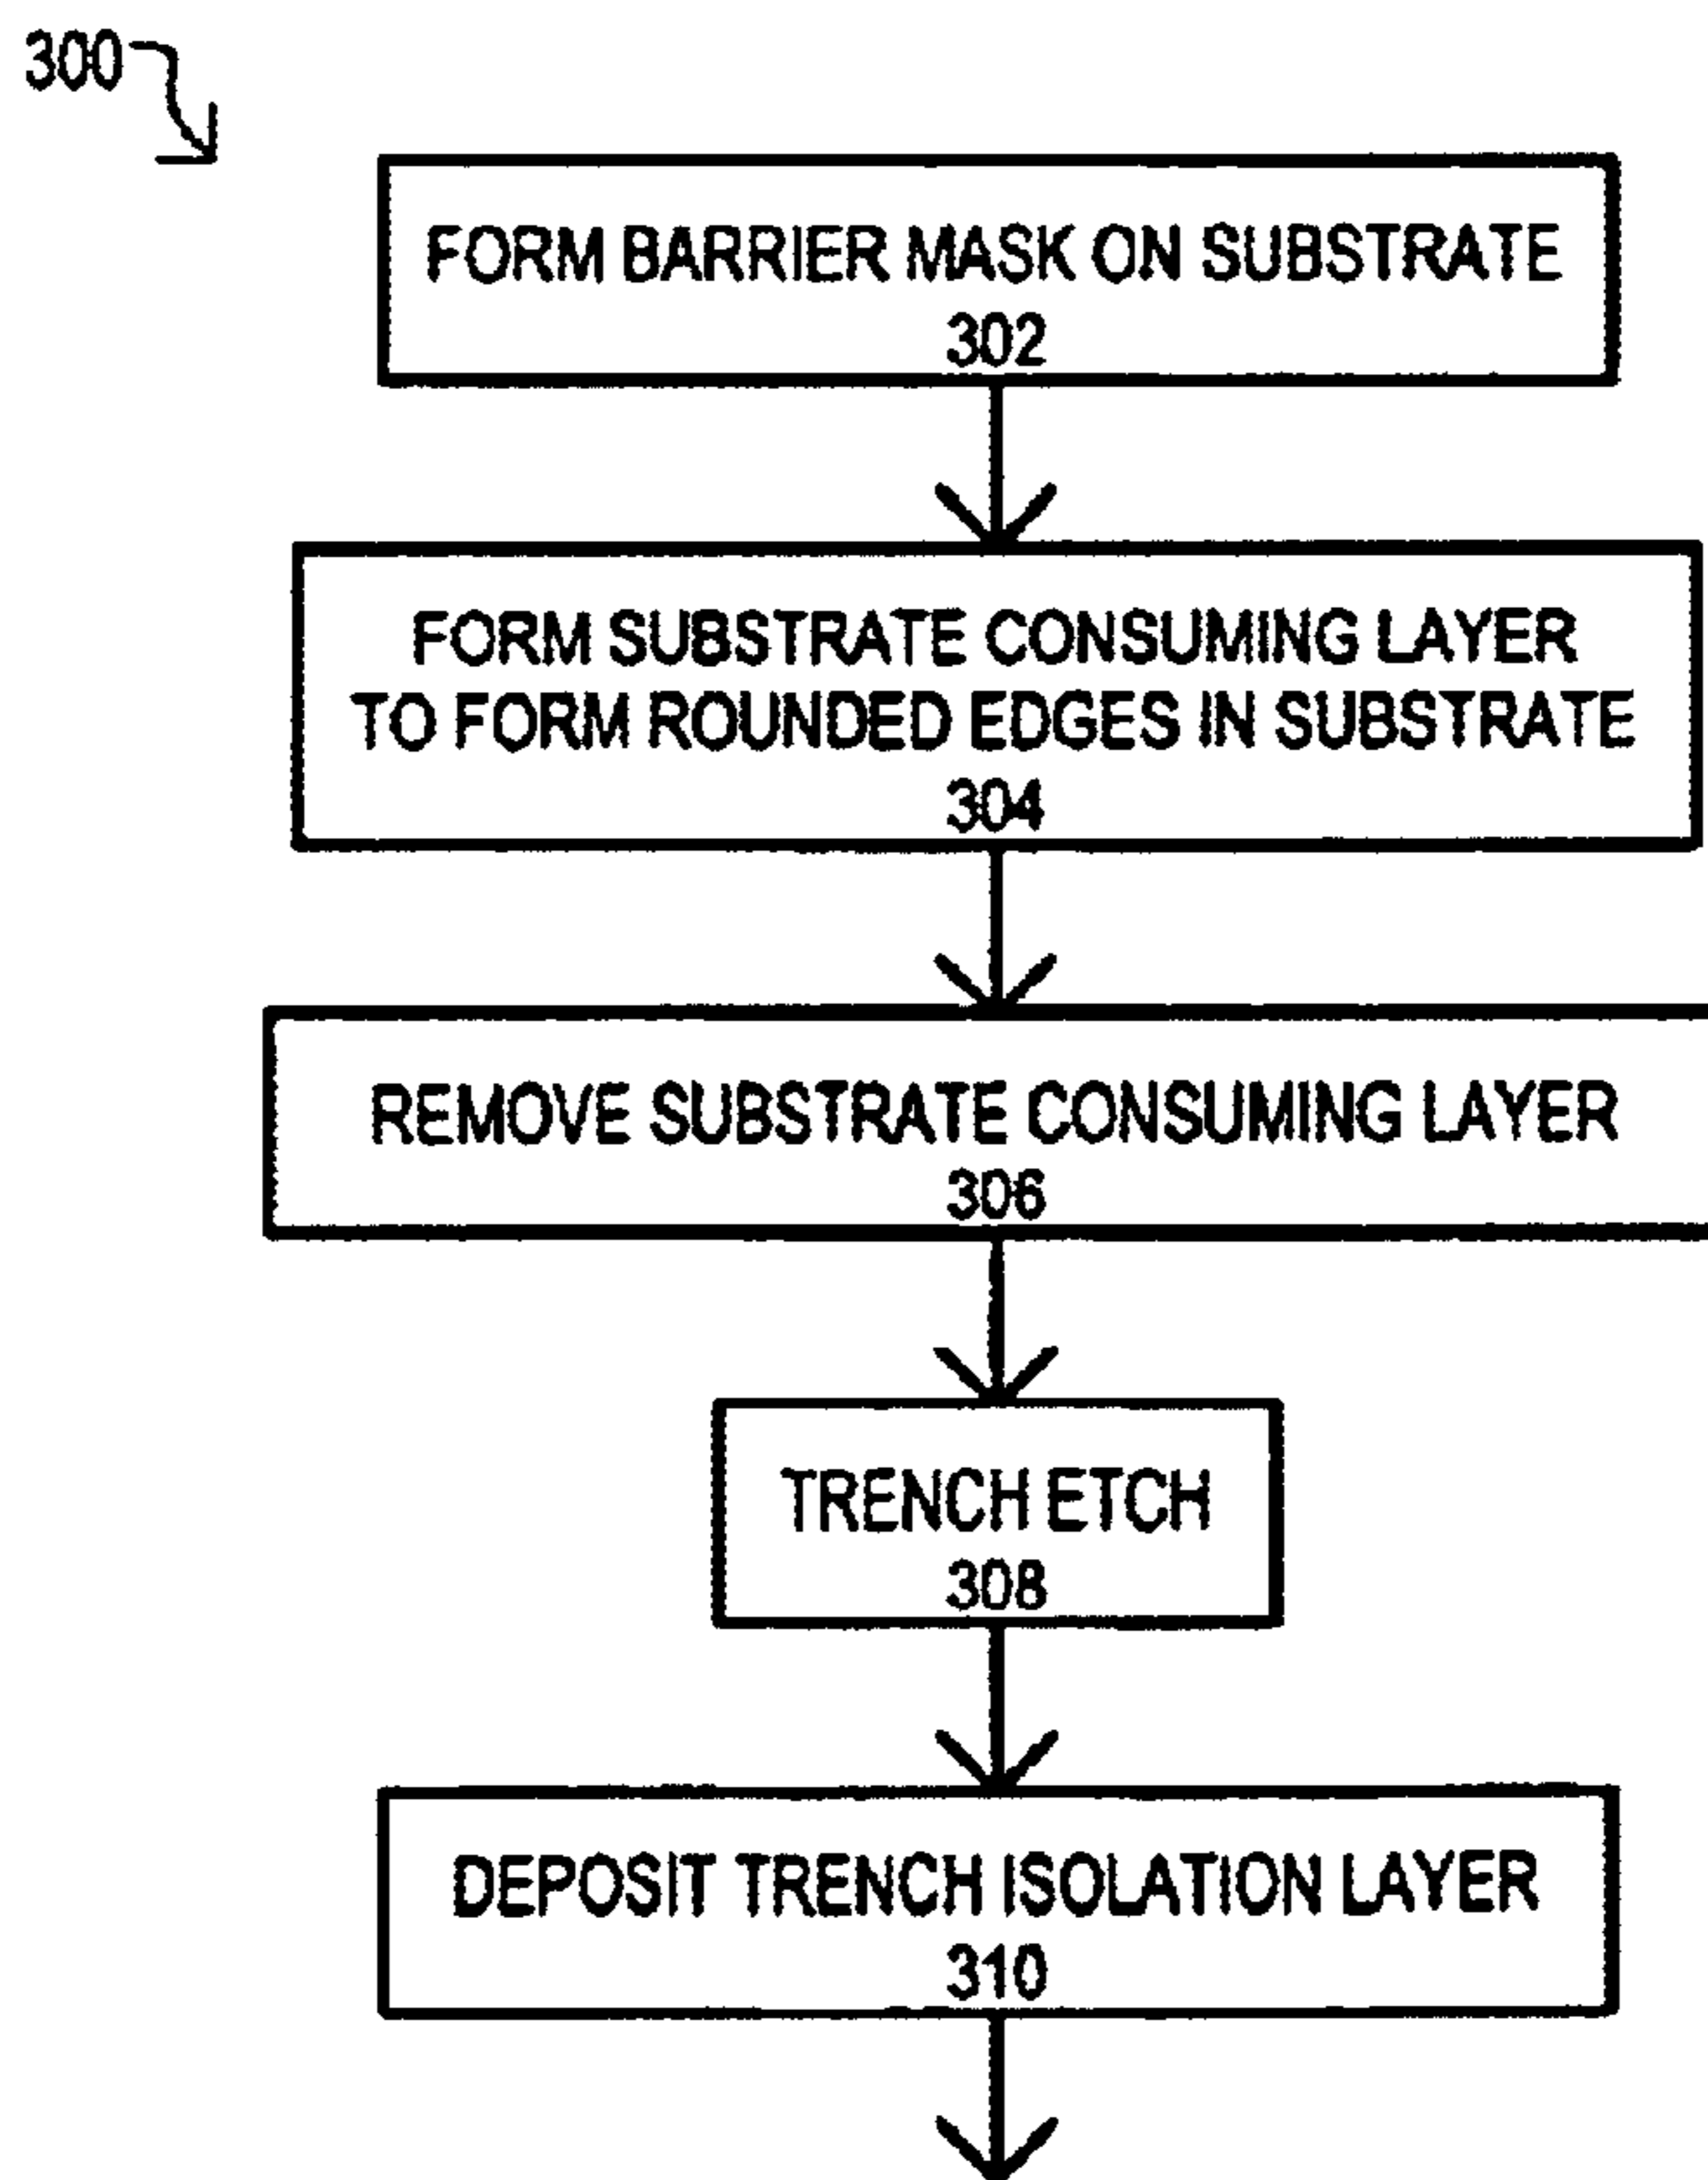 300
FORM BARRIER MASK ON SUBSTRATE
302
FORM SUBSTRATE CONSUMING LAYER
TO FORM ROUNDED EDGES IN SUBSTRATE
304
REMOVE SUBSTRATE CONSUMING LAYER
306
TRENCH ETCH
308
DEPOSIT TRENCH ISOLATION LAYER
310